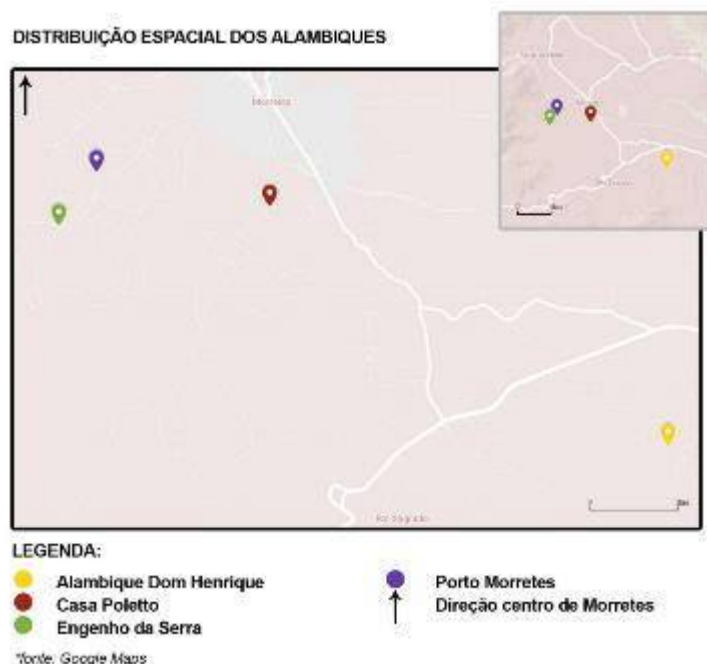 DISTRIBUIÇÃO ESPACIAL DOS ALAMBIQUES
Morretes
LEGENDA:
Alambique Dom Henrique
Casa Poletto
Engenho da Serra
Porto Morretes
Direção centro de Morretes
*fonte: Google Maps